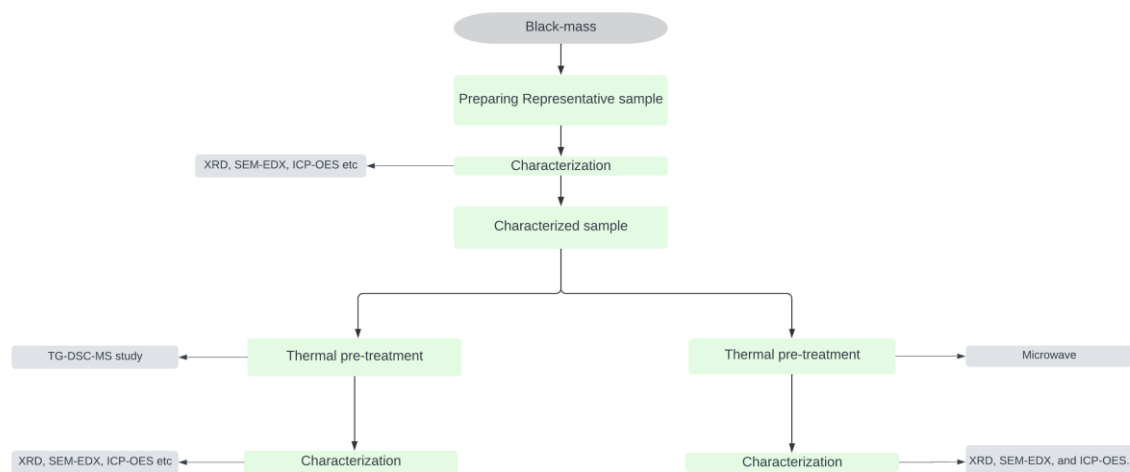 Black-mass
Preparing Representative sample
XRD, SEM-EDX, ICP-OES etc
Characterization
Characterized sample
TG-DSC-MS study
Thermal pre-treatment
Thermal pre-treatment
Microwave
XRD, SEM-EDX, ICP-OES etc
Characterization
Characterization
XRD, SEM-EDX, and ICP-OES.